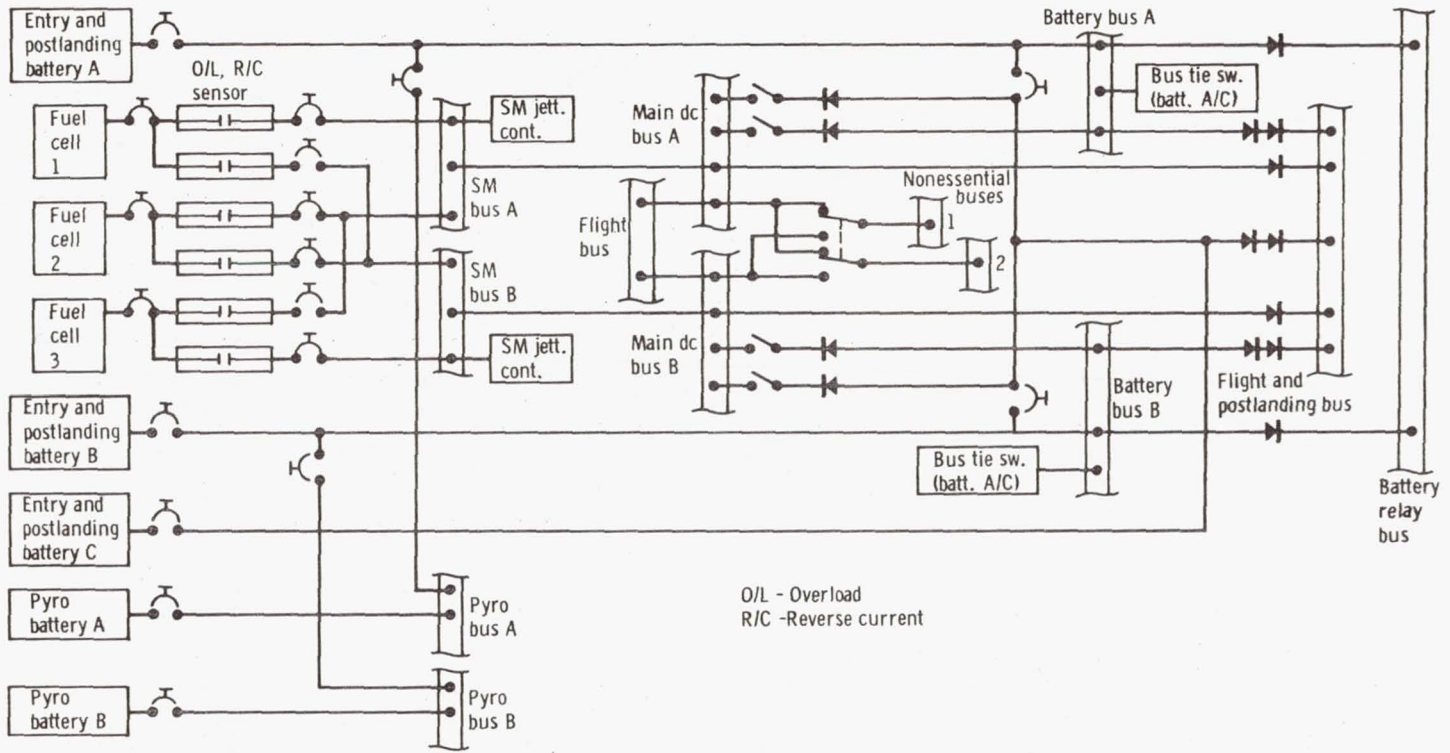 Entry and
postlanding
battery A
O/L, R/C
sensor
Fuel
cell
1
Fuel
cell
2
Fuel
cell
3
SM jett.
cont.
SM
bus A
SM
bus B
SM jett.
cont.
Main dc
bus A
Flight
bus
Main dc
bus B
Nonessential
buses
1
2
Battery bus A
Bus tie sw.
(batt. A/C)
Battery
bus B
Bus tie sw.
(batt. A/C)
Flight and
postlanding bus
Battery
relay
bus
Entry and
postlanding
battery B
Entry and
postlanding
battery C
Pyro
battery A
Pyro
battery B
Pyro
bus A
Pyro
bus B
O/L - Overload
R/C -Reverse current